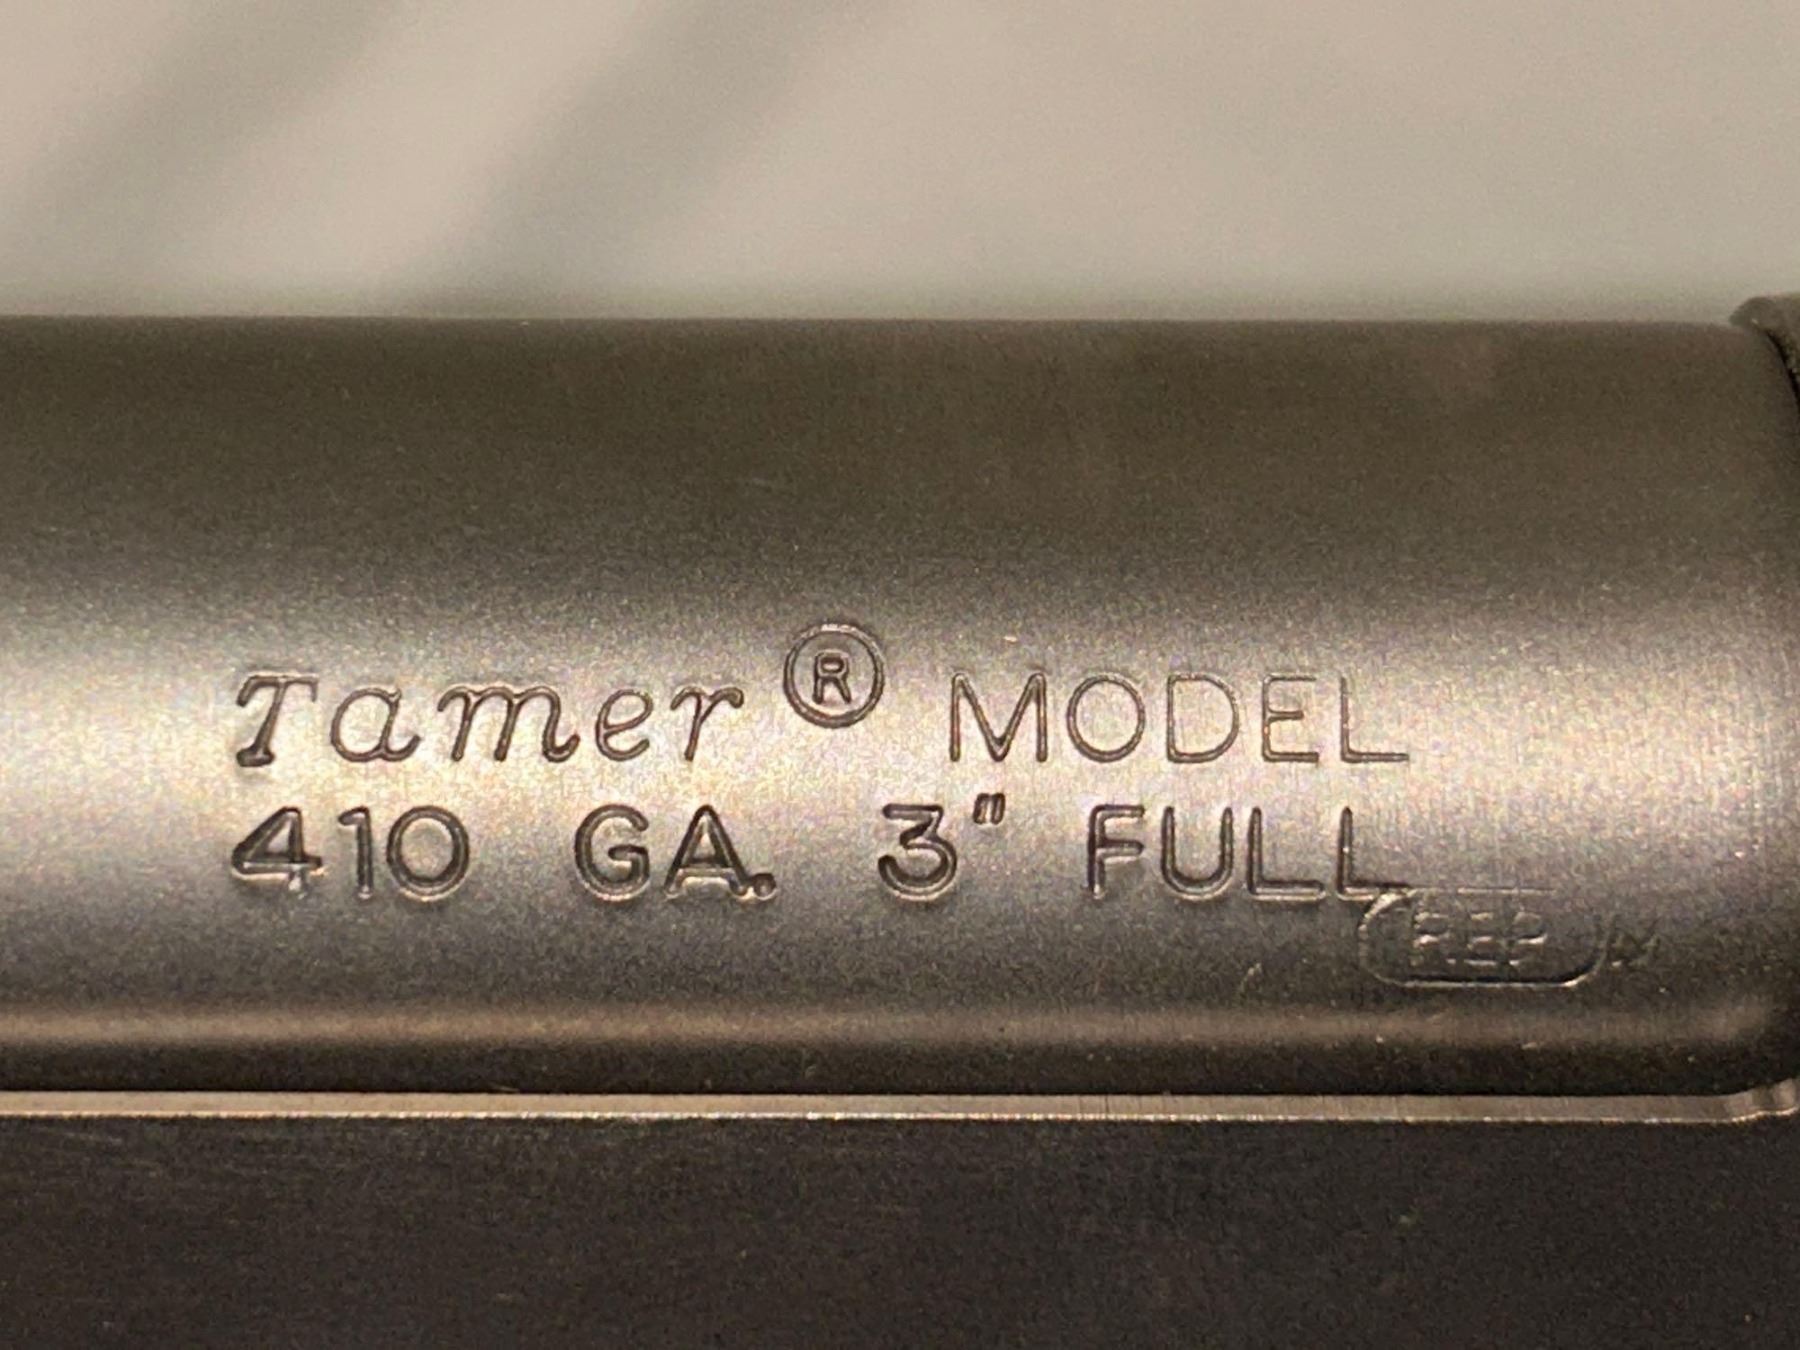 Tamer® MODEL
410 GA. 3" FULL